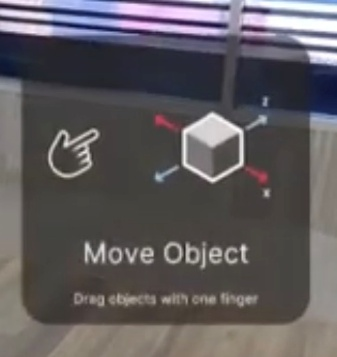 z
x
Move Object
Drag objects with one finger